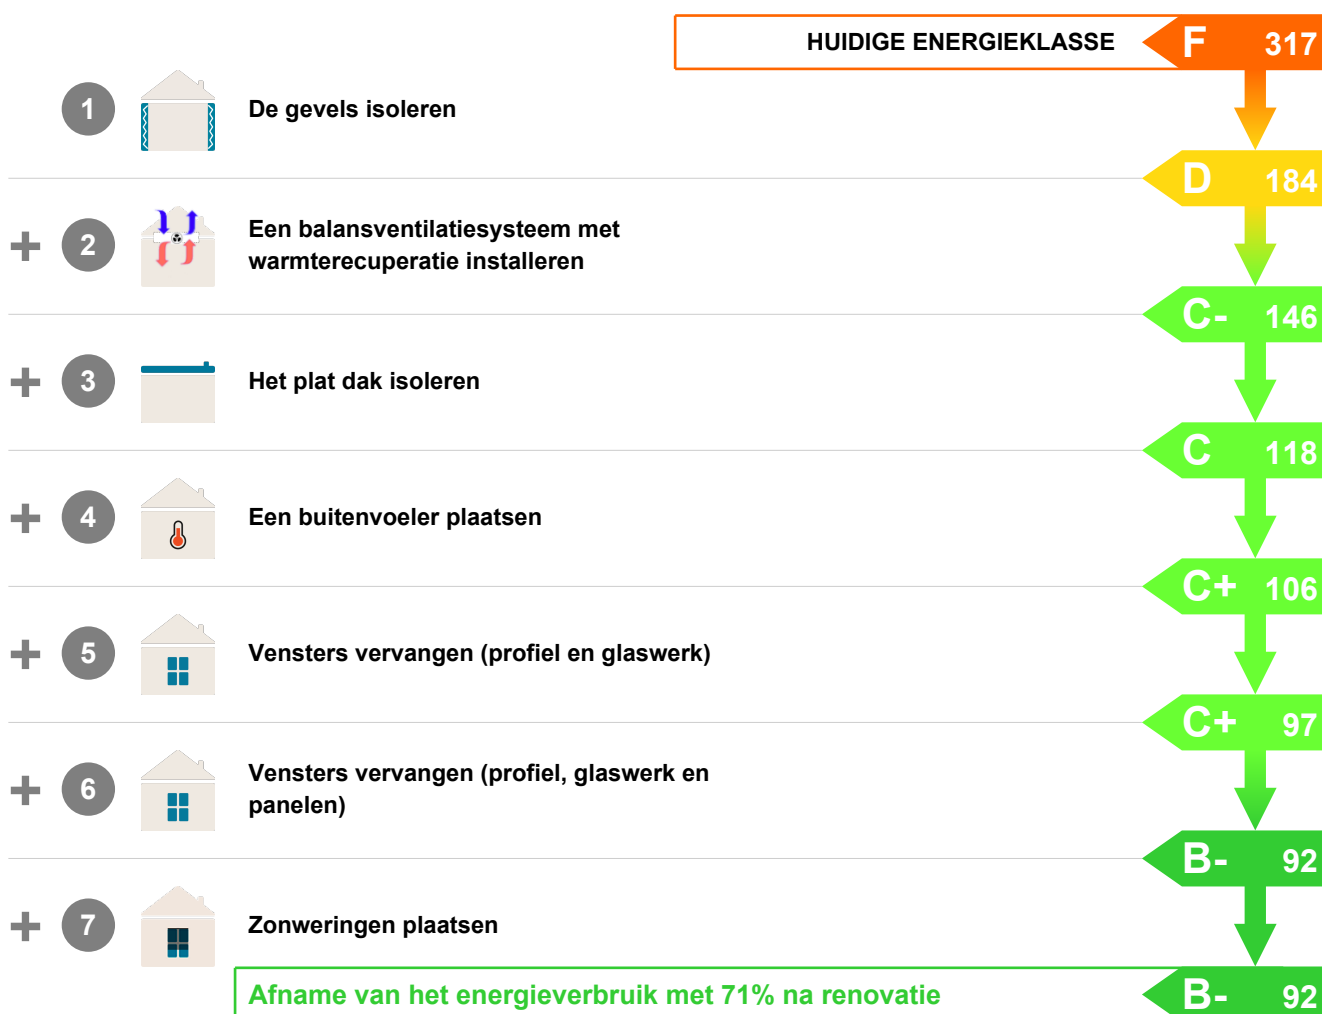 HUIDIGE ENERGIEKLASSE F 317
1 De gevels isoleren
D 184
+ 2 Een balansventilatiesysteem met
warmterecuperatie installeren
C- 146
+ 3 Het plat dak isoleren
C 118
+ 4 Een buitenvoeler plaatsen
C+ 106
+ 5 Vensters vervangen (profiel en glaswerk)
C+ 97
+ 6 Vensters vervangen (profiel, glaswerk en
panelen)
B- 92
+ 7 Zonweringen plaatsen
Afname van het energieverbruik met 71% na renovatie B- 92